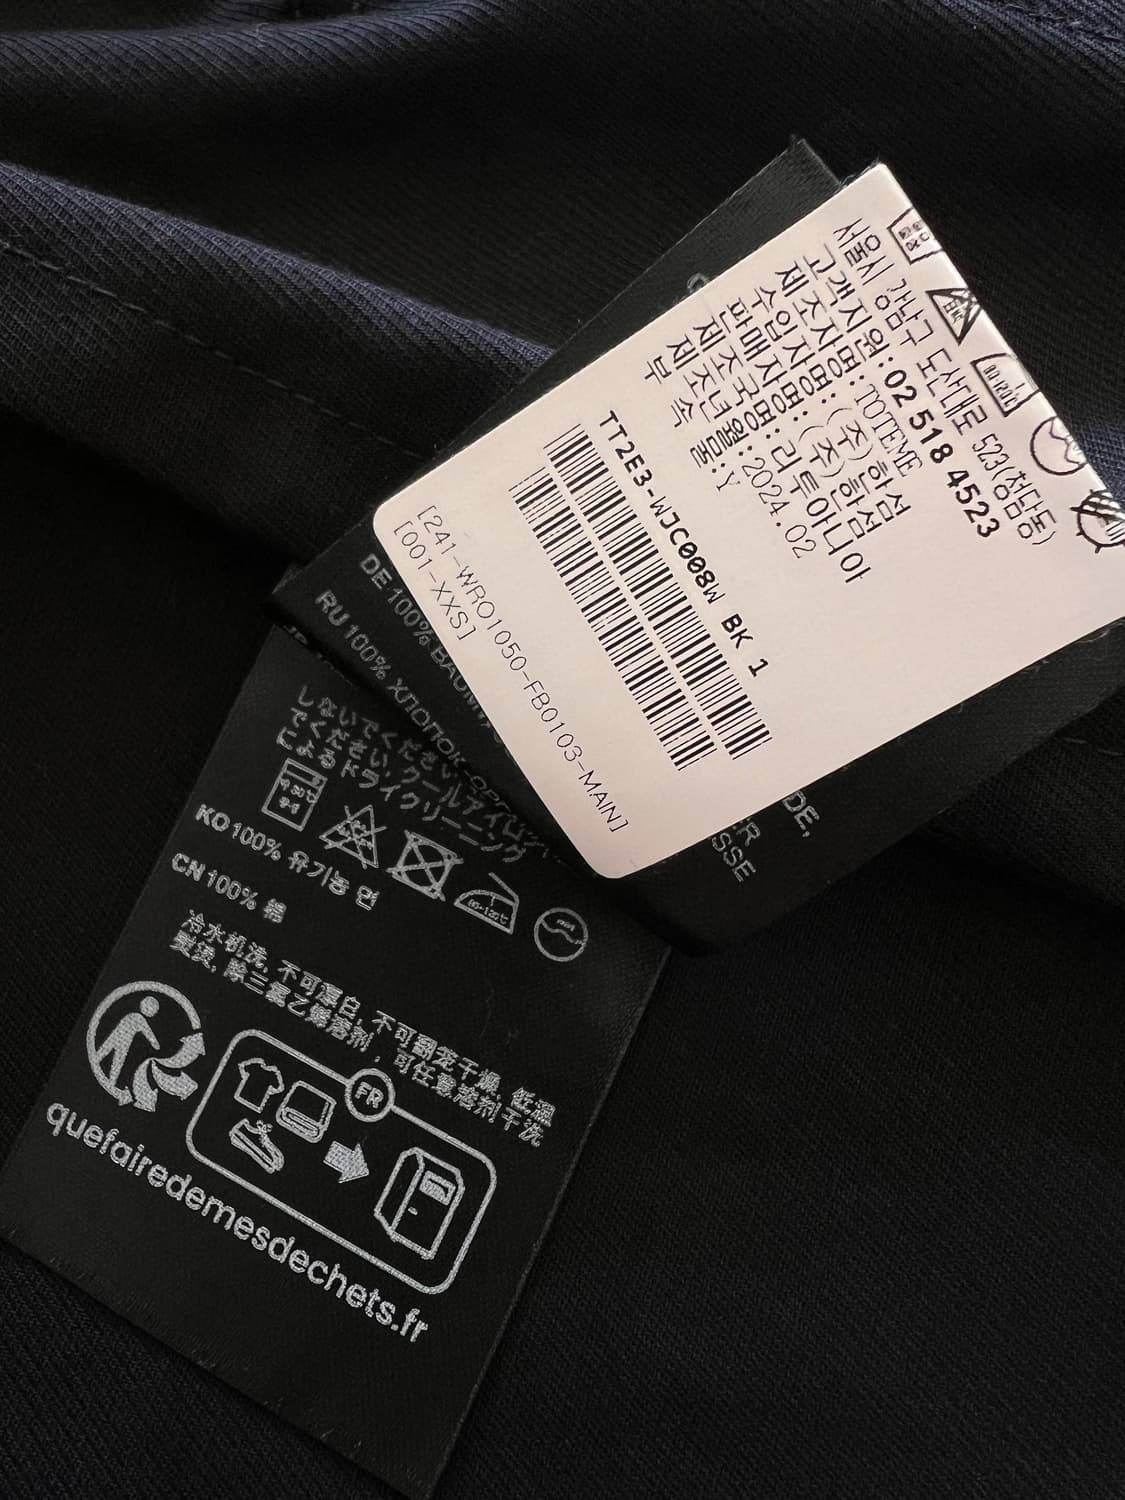 서울시 강남구 도산대로 523(청담동)
고객지원:02 518 4523
제조자명:TOTEME
수입자명:(주)한섬
판매자명:(주)한섬
제조국명:리투아니아
제조년월:2024.02
부속물:Y
TT2E3-WJC008W BK 1
[241-WRO1050-FB0103-MAIN]
[001-XXS]
DE 100%
RU 100% ХЛОПОК
DE,
ER
SSE
しないでください
でください.クールアイロン
によるドライクリーニング
KO 100% 유기농 면
CN 100% 棉
冷水机洗, 不可漂白, 不可翻笼干燥, 低温
熨烫, 除三氯乙烯溶剂, 可任意溶剂干洗
FR
quefairedemesdechets.fr